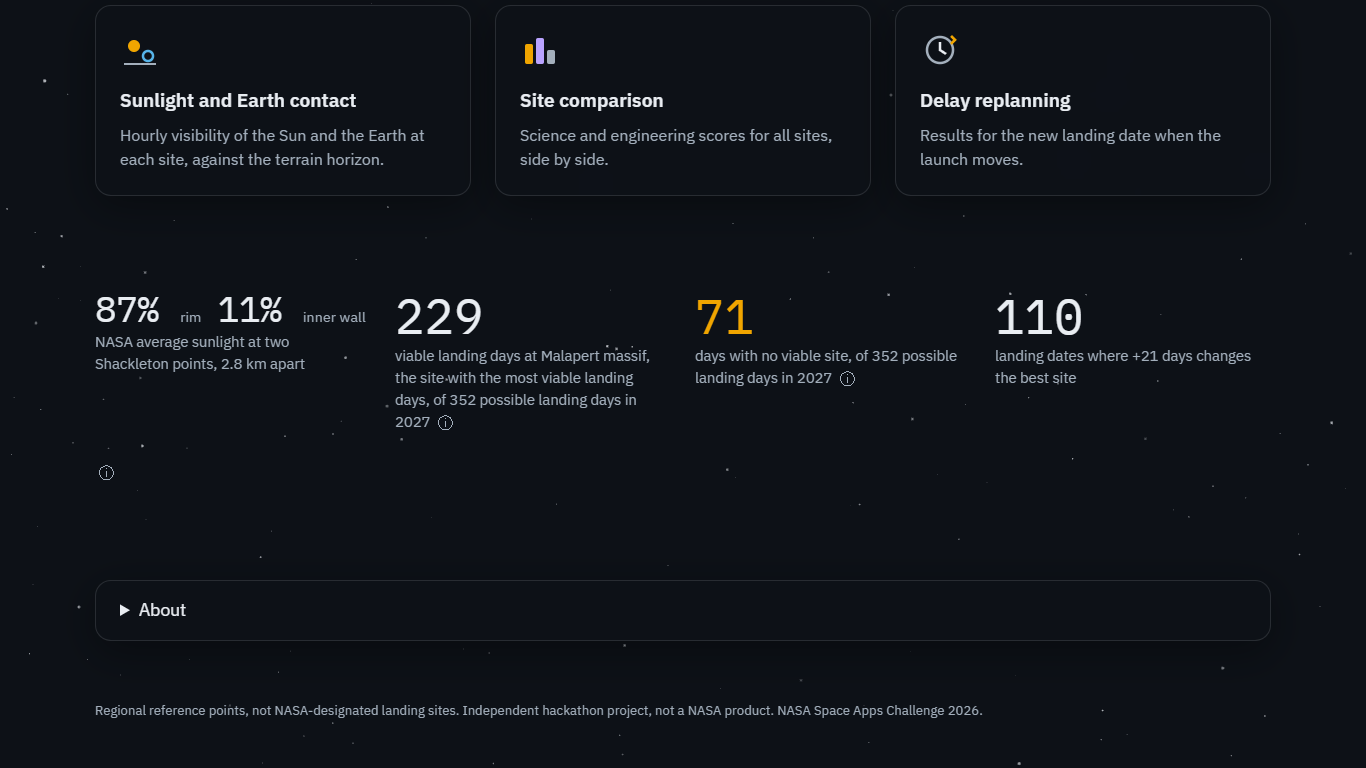 Sunlight and Earth contact
Hourly visibility of the Sun and the Earth at
each site, against the terrain horizon.
Site comparison
Science and engineering scores for all sites,
side by side.
Delay replanning
Results for the new landing date when the
launch moves.
87% rim 11% inner wall
NASA average sunlight at two
Shackleton points, 2.8 km apart
229
viable landing days at Malapert massif,
the site with the most viable landing
days, of 352 possible landing days in
2027 ⓘ
71
days with no viable site, of 352 possible
landing days in 2027 ⓘ
110
landing dates where +21 days changes
the best site
ⓘ
About
Regional reference points, not NASA-designated landing sites. Independent hackathon project, not a NASA product. NASA Space Apps Challenge 2026.